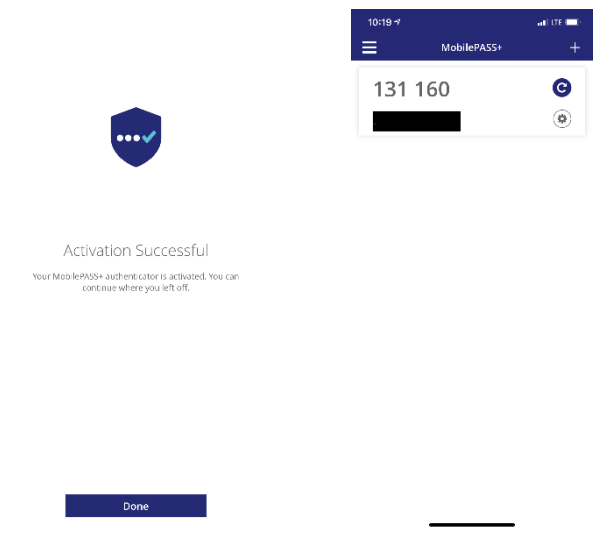 Activation Successful
Your MobilePASS+ authenticator is activated. You can
continue where you left off.
Done
10:19
LTE
MobilePASS+
131 160